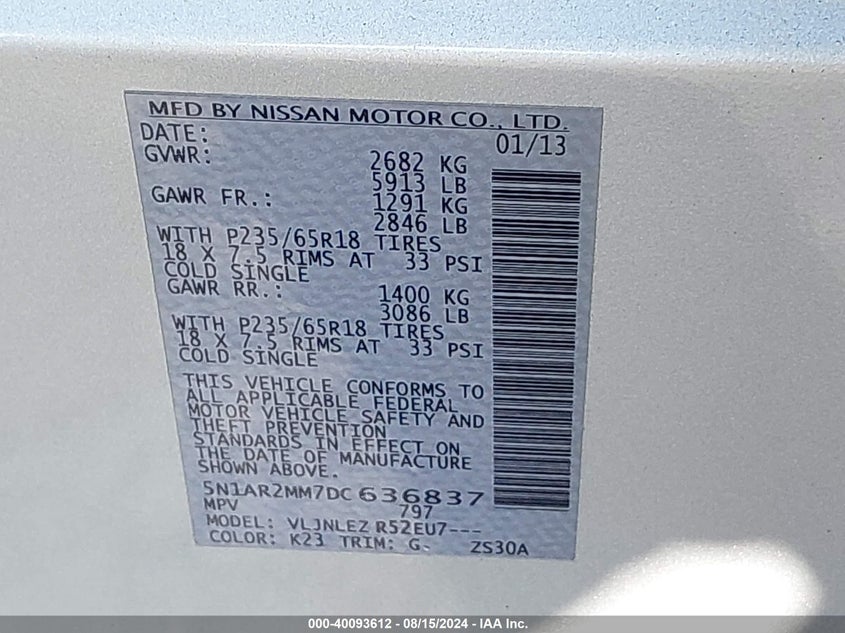 MFD BY NISSAN MOTOR CO., LTD.
DATE: 01/13
GVWR: 2682 KG
5913 LB
GAWR FR.: 1291 KG
2846 LB
WITH P235/65R18 TIRES
18 X 7.5 RIMS AT 33 PSI
COLD SINGLE
GAWR RR.: 1400 KG
3086 LB
WITH P235/65R18 TIRES
18 X 7.5 RIMS AT 33 PSI
COLD SINGLE
THIS VEHICLE CONFORMS TO
ALL APPLICABLE FEDERAL
MOTOR VEHICLE SAFETY AND
THEFT PREVENTION
STANDARDS IN EFFECT ON
THE DATE OF MANUFACTURE
SHOWN ABOVE.
5N1AR2MM7DC636837
MPV 797
MODEL: VLJNLEZ R52EU7---
COLOR: K23 TRIM: G- ZS30A
000-40093612 - 08/15/2024 - IAA Inc.